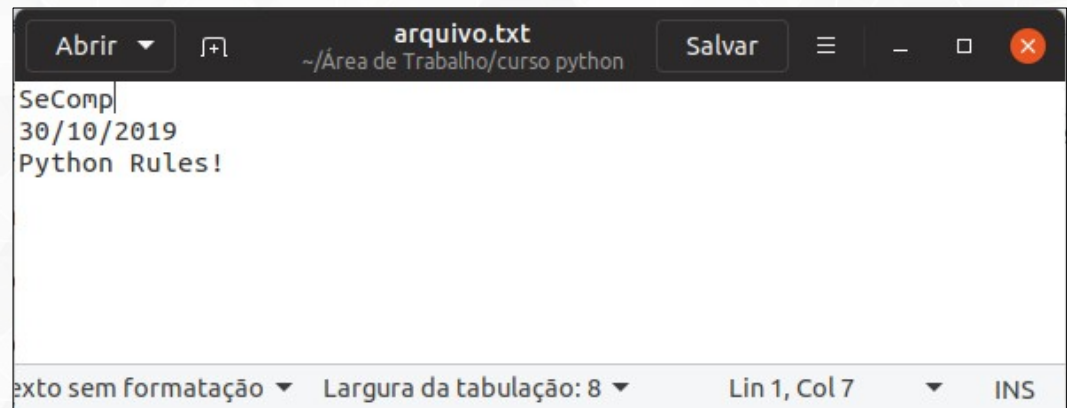 Abrir
arquivo.txt
~/Área de Trabalho/curso python
Salvar
SeComp
30/10/2019
Python Rules!
exto sem formatação
Largura da tabulação: 8
Lin 1, Col 7
INS